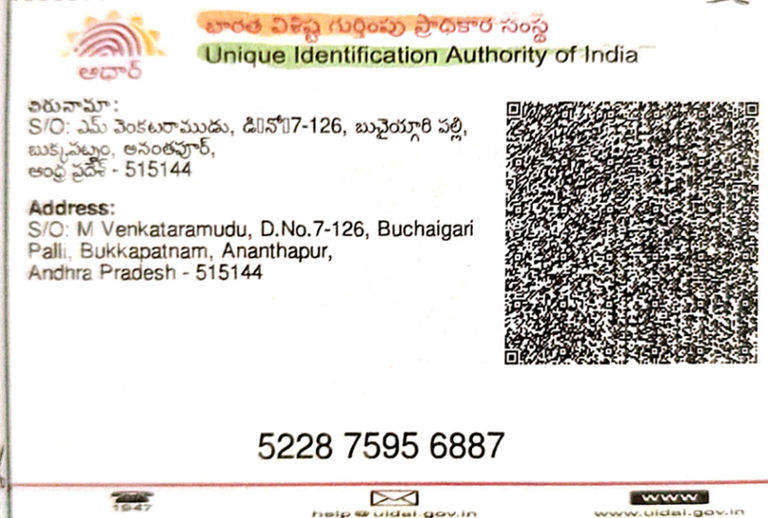 భారత విశిష్ట గుర్తింపు ప్రాధికార సంస్థ
Unique Identification Authority of India
ఆధార్
చిరునామా:
S/O: ఎమ్ వెంకటరాముడు, డి▯నో▯7-126, బుచైయ్గారి పల్లి,
బుక్కపట్నం, అనంతపూర్,
ఆంధ్ర ప్రదేశ్ - 515144
Address:
S/O: M Venkataramudu, D.No.7-126, Buchaigari
Palli, Bukkapatnam, Ananthapur,
Andhra Pradesh - 515144
5228 7595 6887
1947
help@uidai.gov.in
www
www.uidai.gov.in